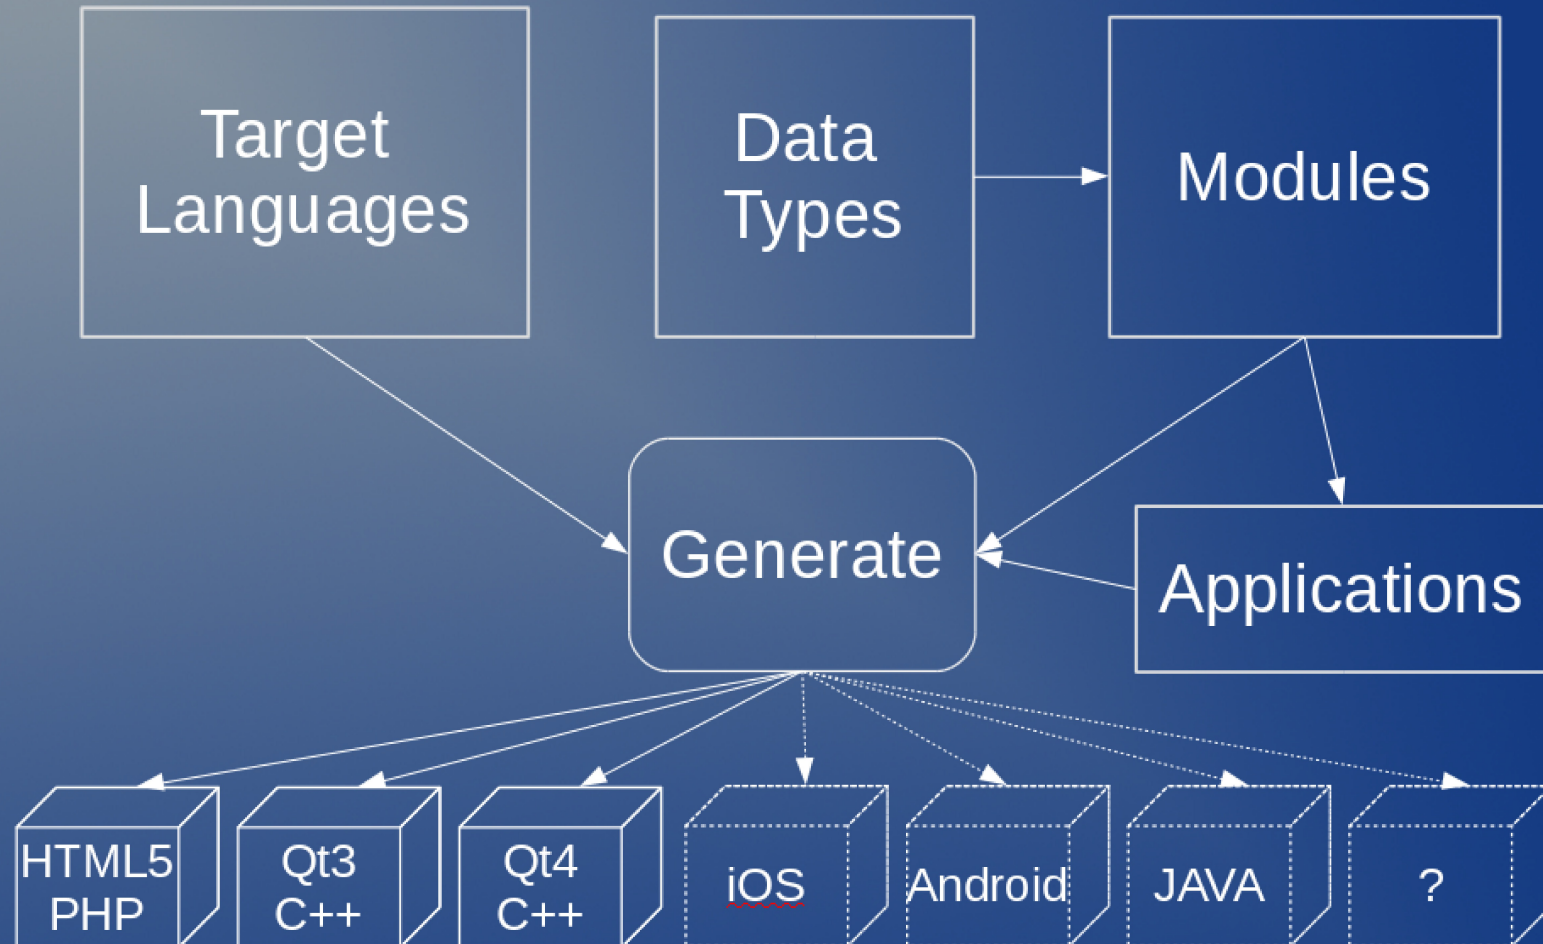 Target
Languages
Data
Types
Modules
Generate
Applications
HTML5
PHP
Qt3
C++
Qt4
C++
iOS
Android
JAVA
?